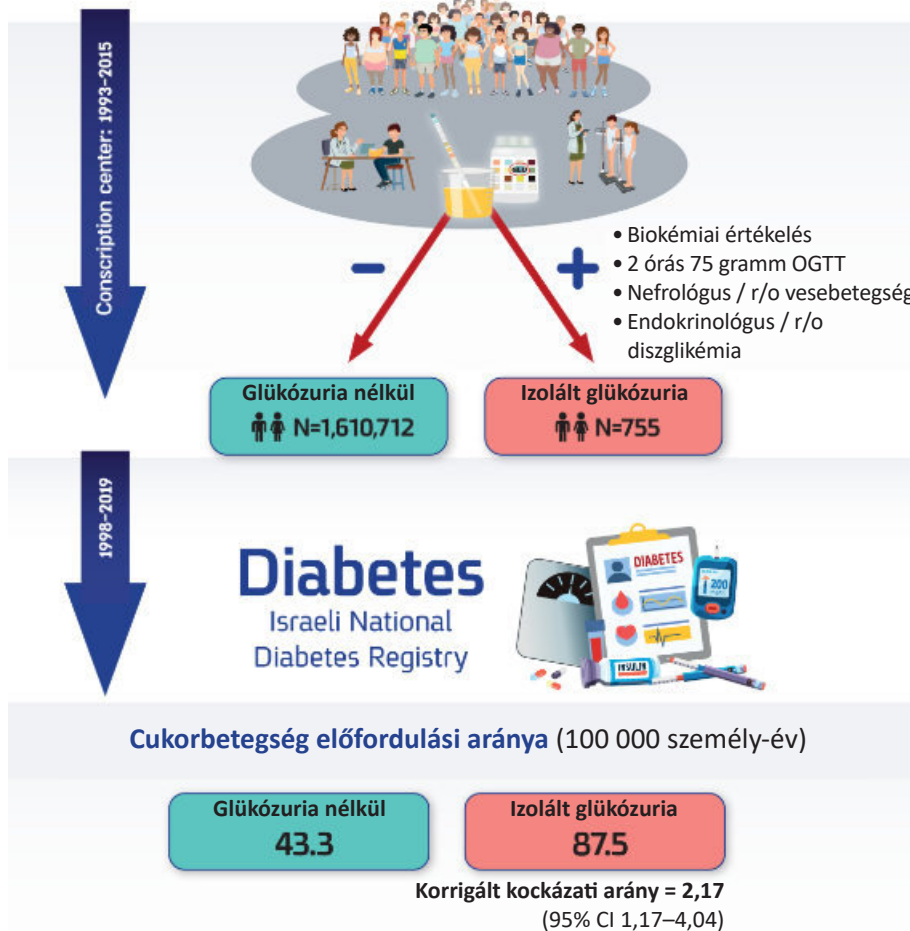 Conscription center: 1993-2015
• Biokémiai értékelés
• 2 órás 75 gramm OGTT
• Nefrológus / r/o vesebetegség
• Endokrinológus / r/o
diszglikémia
Glükózuria nélkül
N=1,610,712
Izolált glükózuria
N=755
1998-2019
Diabetes
Israeli National
Diabetes Registry
DIABETES
200
INSULIN
Cukorbetegség előfordulási aránya (100 000 személy-év)
Glükózuria nélkül
43.3
Izolált glükózuria
87.5
Korrigált kockázati arány = 2,17
(95% CI 1,17–4,04)